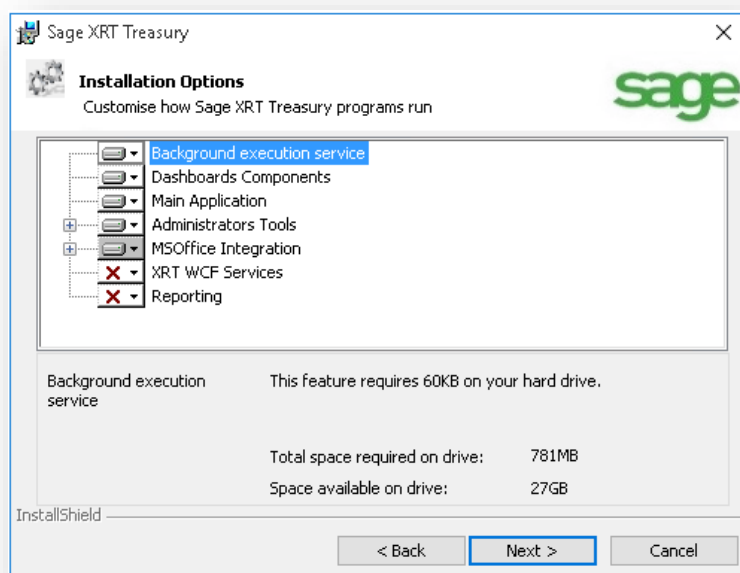 Sage XRT Treasury
Installation Options
Customise how Sage XRT Treasury programs run
sage
Background execution service
Dashboards Components
Main Application
Administrators Tools
MSOffice Integration
XRT WCF Services
Reporting
Background execution service
This feature requires 60KB on your hard drive.
Total space required on drive: 781MB
Space available on drive: 27GB
InstallShield
< Back Next > Cancel